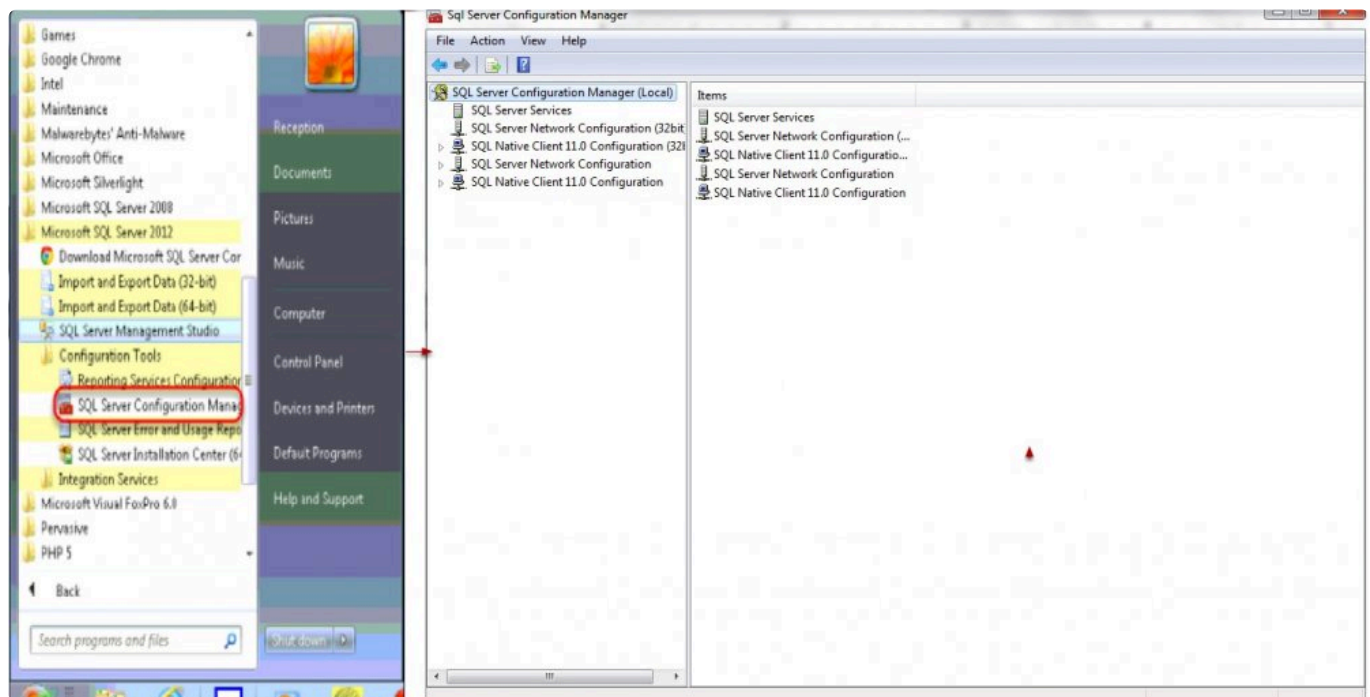 Games
Google Chrome
Intel
Maintenance
Malwarebytes' Anti-Malware
Microsoft Office
Microsoft Silverlight
Microsoft SQL Server 2008
Microsoft SQL Server 2012
Download Microsoft SQL Server Cor
Import and Export Data (32-bit)
Import and Export Data (64-bit)
SQL Server Management Studio
Configuration Tools
Reporting Services Configuration
SQL Server Configuration Manag
SQL Server Error and Usage Repo
SQL Server Installation Center (6
Integration Services
Microsoft Visual FoxPro 6.0
Pervasive
PHP 5
Back
Search programs and files
Reception
Documents
Pictures
Music
Computer
Control Panel
Devices and Printers
Default Programs
Help and Support
Shut down
Sql Server Configuration Manager
File Action View Help
SQL Server Configuration Manager (Local)
SQL Server Services
SQL Server Network Configuration (32bit
SQL Native Client 11.0 Configuration (32b
SQL Server Network Configuration
SQL Native Client 11.0 Configuration
Items
SQL Server Services
SQL Server Network Configuration (...
SQL Native Client 11.0 Configuratio...
SQL Server Network Configuration
SQL Native Client 11.0 Configuration